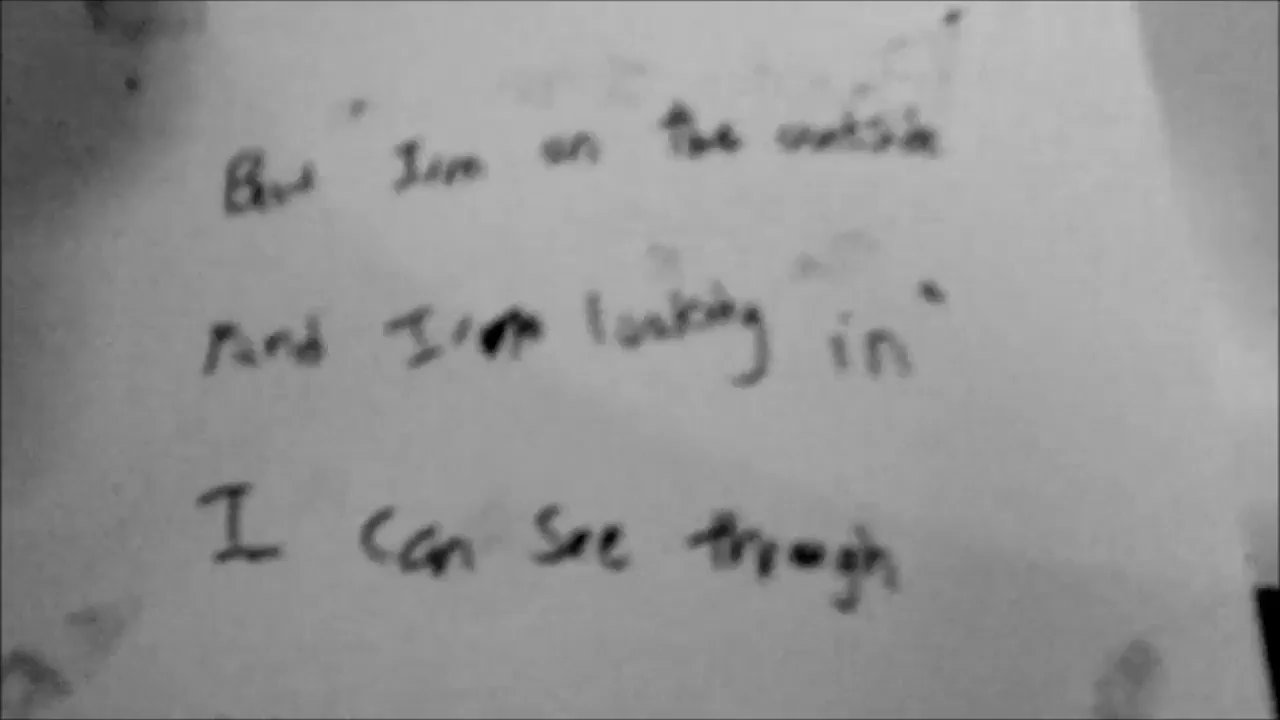 But I'm on the outside
And I'm looking in
I can see through